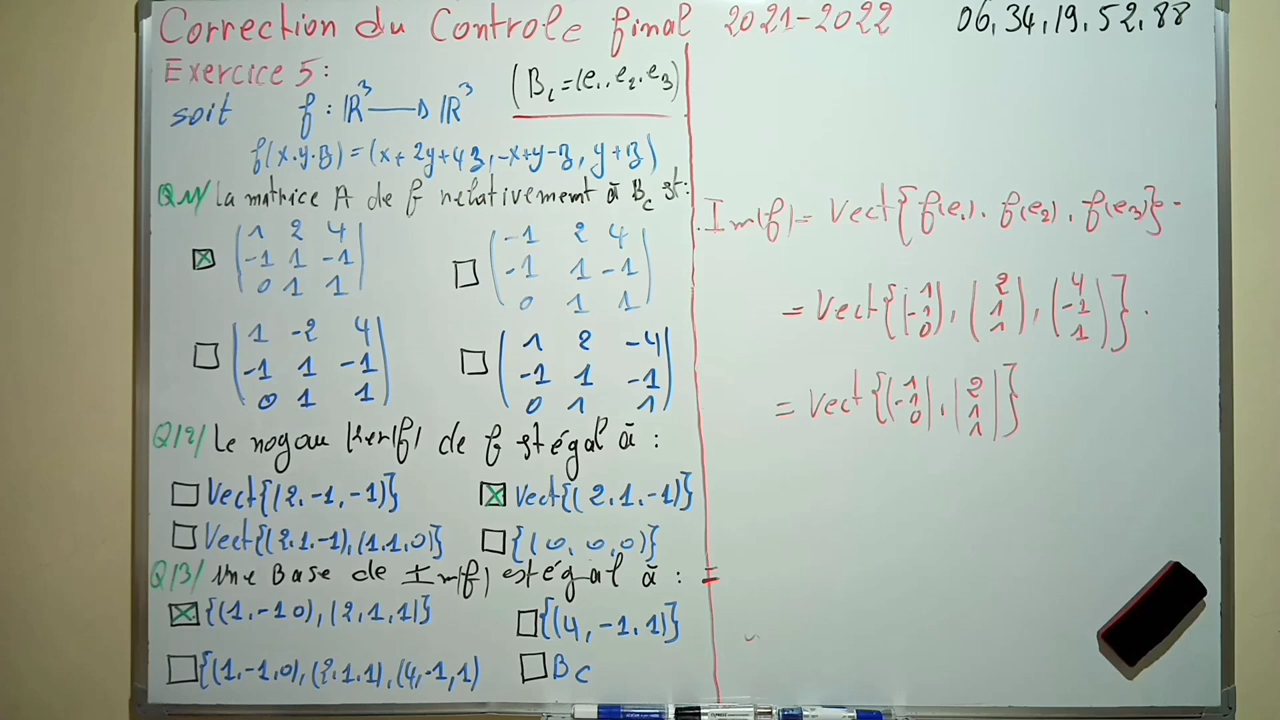 Correction du Controle final 2021-2022 06,34,19,52,88
Exercice 5: (Bc=(e1, e2, e3)
soit f: IR³ → IR³
f(x.y.z)=(x+2y+4z,-x+y-z, y+z)
Q1/ La matrice A de f relativement à Bc st:
☒ (1 2 4
-1 1 -1
0 1 1)
☐ (-1 2 4
-1 1 -1
0 1 1)
☐ (1 -2 4
-1 1 -1
0 1 1)
☐ (1 2 -4
-1 1 -1
0 1 1)
Q2/ Le noyau Ker(f) de f st égal à :
☐ Vect{(2.-1,-1)} ☒ Vect{(2.1.-1)}
☐ Vect{(2.1.-1),(1.1.0)} ☐ {(0,0,0)}
Q3/ Une Base de Im(f) est égal à :
☒ {(1,-1 0),(2,1,1)} ☐ {(4,-1,1)}
☐ {(1.-1,0),(2.1.1),(4,-1,1) ☐ Bc
Im(f)= Vect{f(e1). f(e2). f(e3)}
= Vect{(1 -1 0), (2 1 1), (4 -1 1)}.
= Vect{(1 -1 0), (2 1 1)}